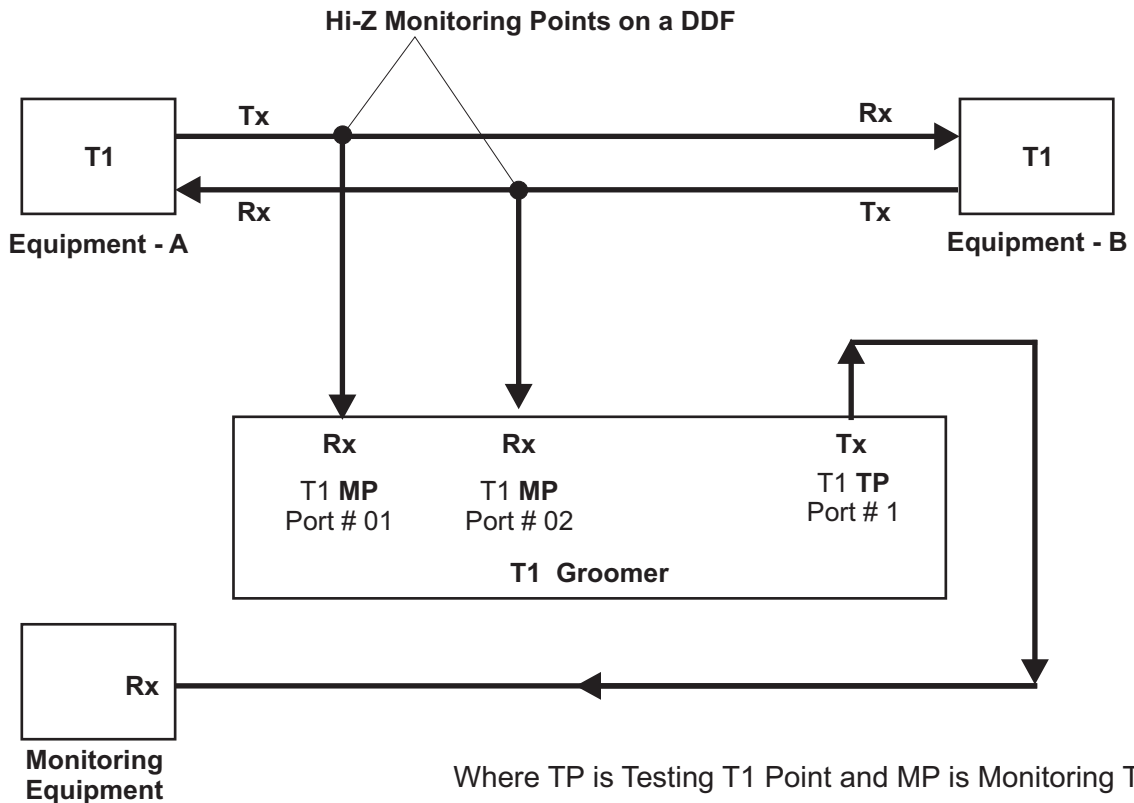 Hi-Z Monitoring Points on a DDF
Tx
Rx
T1
T1
Rx
Tx
Equipment - A
Equipment - B
Rx
Rx
Tx
T1 MP
Port # 01
T1 MP
Port # 02
T1 TP
Port # 1
T1 Groomer
Rx
Monitoring
Equipment
Where TP is Testing T1 Point and MP is Monitoring T